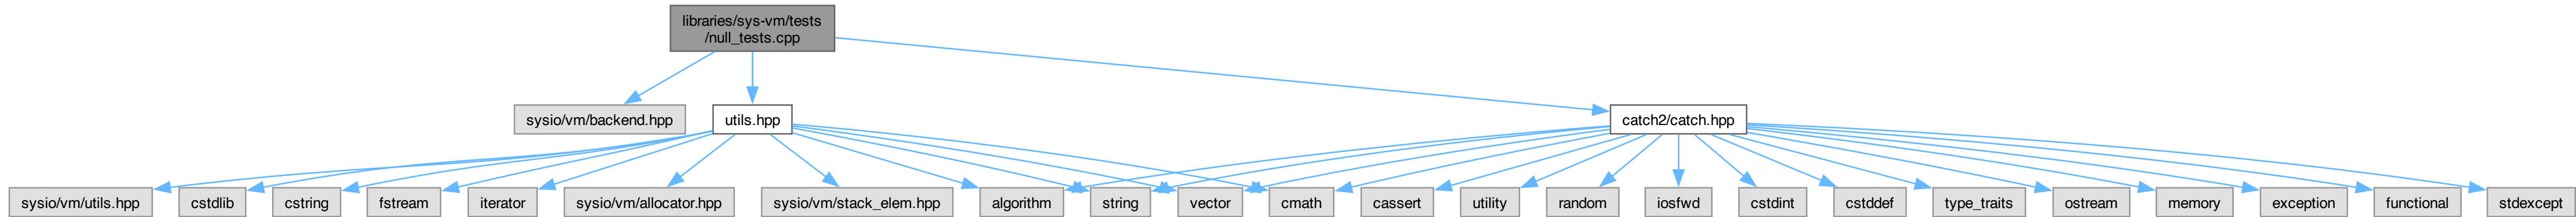 libraries/sys-vm/tests
/null_tests.cpp
sysio/vm/backend.hpp
utils.hpp
catch2/catch.hpp
sysio/vm/utils.hpp
cstdlib
cstring
fstream
iterator
sysio/vm/allocator.hpp
sysio/vm/stack_elem.hpp
algorithm
string
vector
cmath
cassert
utility
random
iosfwd
cstdint
cstddef
type_traits
ostream
memory
exception
functional
stdexcept